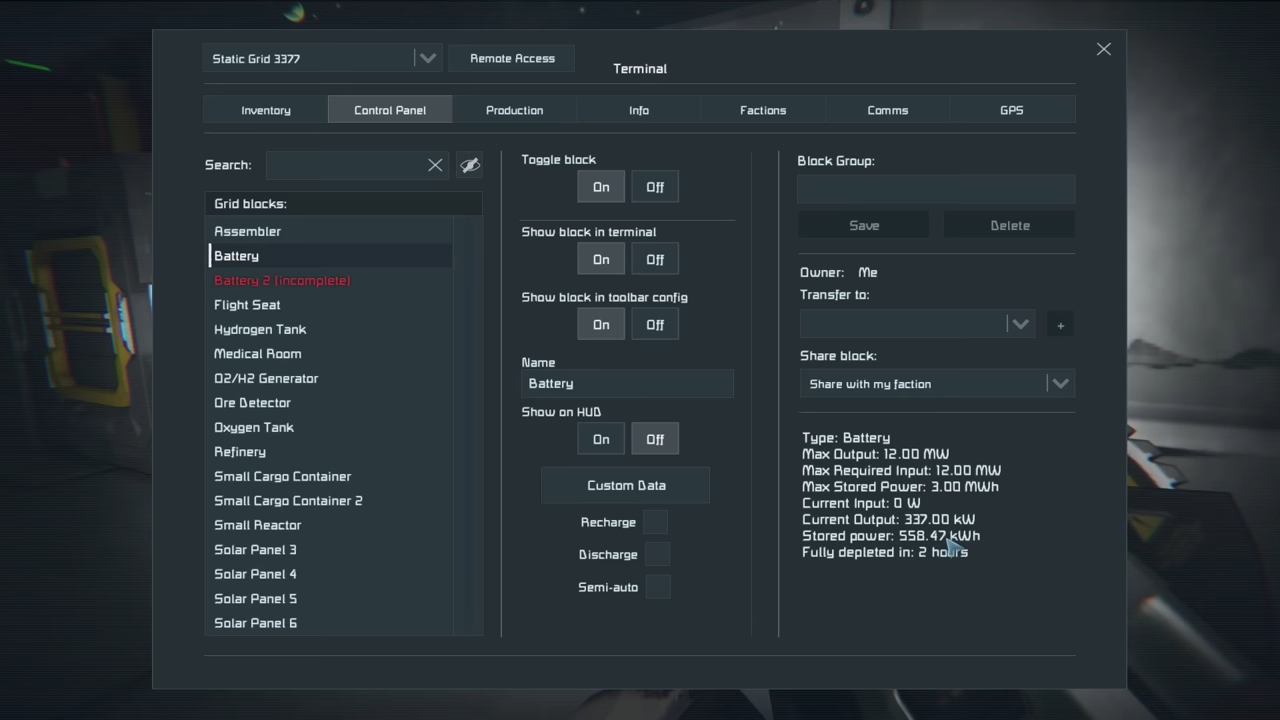 Static Grid 3377
Remote Access
Terminal
Inventory
Control Panel
Production
Info
Factions
Comms
GPS
Search:
Grid blocks:
Assembler
Battery
Battery 2 (incomplete)
Flight Seat
Hydrogen Tank
Medical Room
O2/H2 Generator
Ore Detector
Oxygen Tank
Refinery
Small Cargo Container
Small Cargo Container 2
Small Reactor
Solar Panel 3
Solar Panel 4
Solar Panel 5
Solar Panel 6
Toggle block
On Off
Show block in terminal
On Off
Show block in toolbar config
On Off
Name
Battery
Show on HUD
On Off
Custom Data
Recharge
Discharge
Semi-auto
Block Group:
Save Delete
Owner: Me
Transfer to:
+
Share block:
Share with my faction
Type: Battery
Max Output: 12.00 MW
Max Required Input: 12.00 MW
Max Stored Power: 3.00 MWh
Current Input: 0 W
Current Output: 337.00 kW
Stored power: 558.47 kWh
Fully depleted in: 2 hours